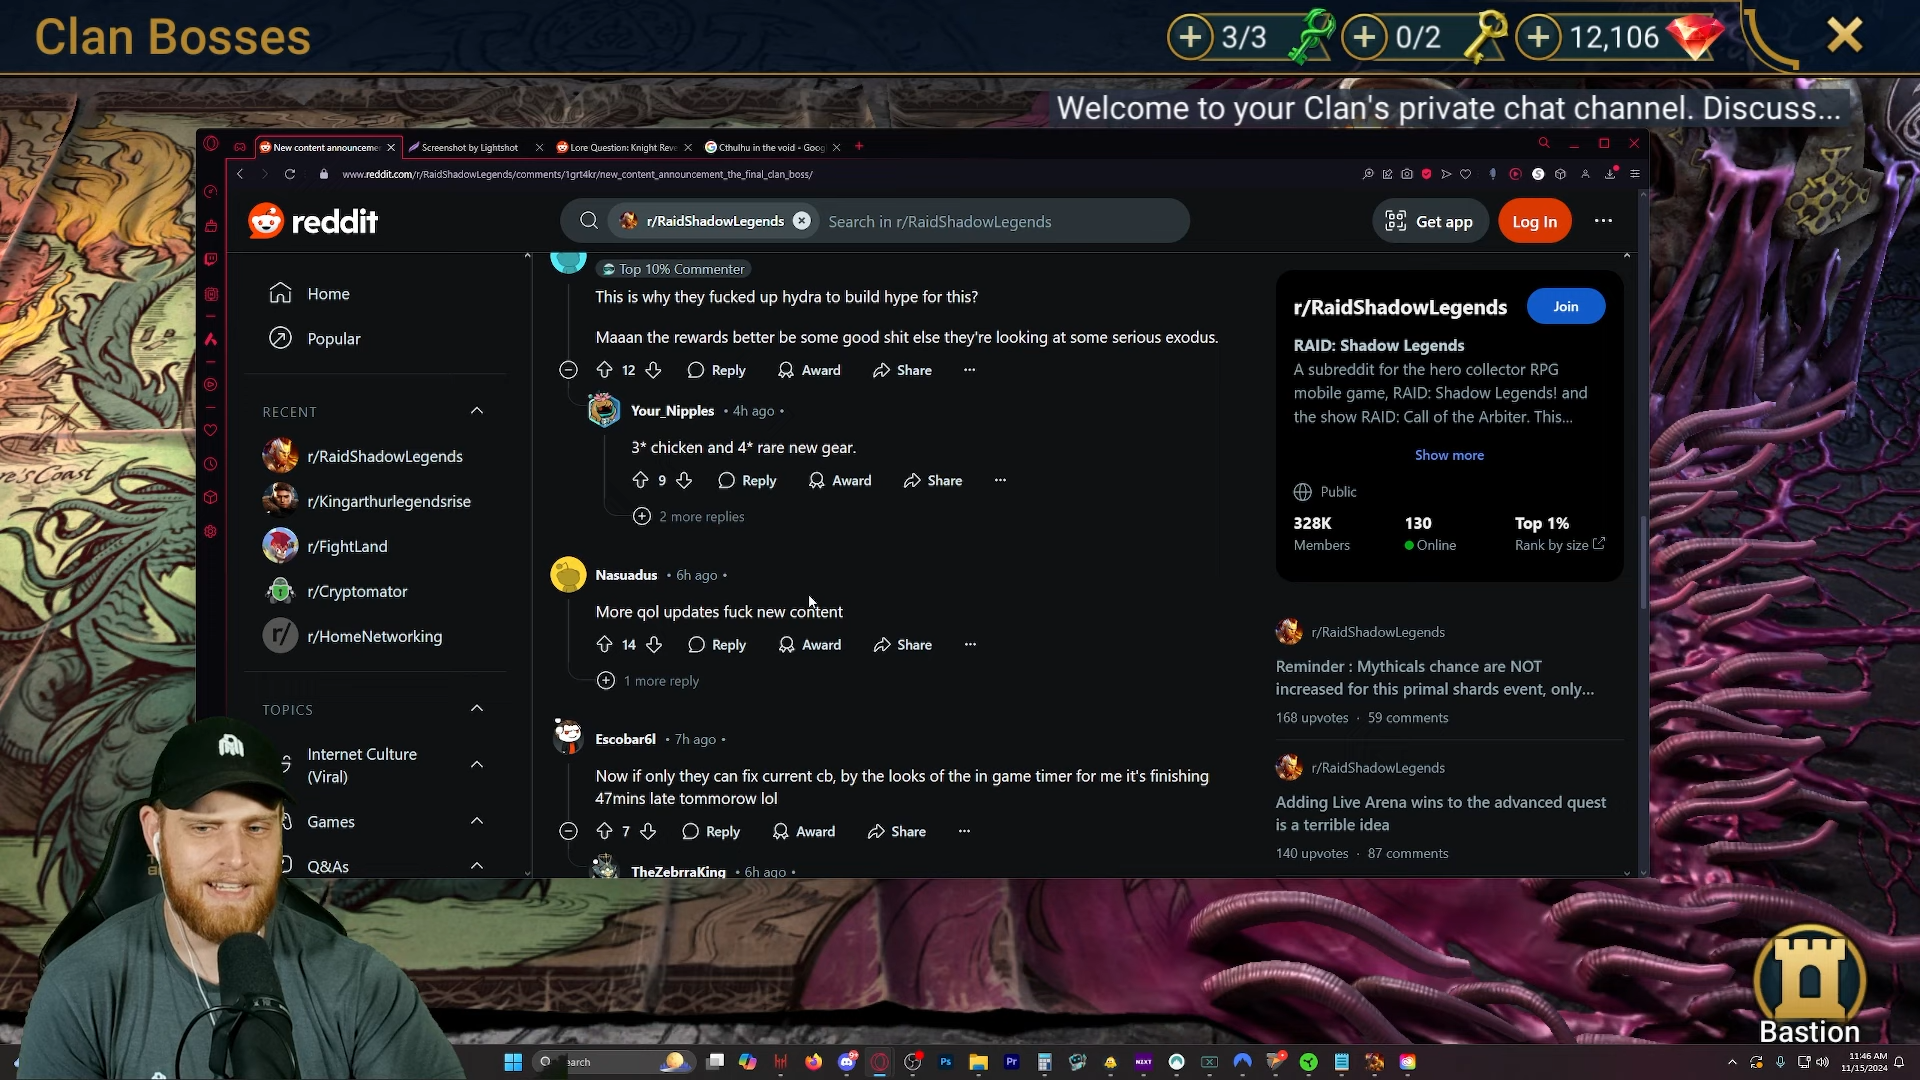 Clan Bosses
3/3
0/2
12,106
Welcome to your Clan's private chat channel. Discuss...
New content announceme
Screenshot by Lightshot
Lore Question: Knight Reve
Cthulhu in the void - Goog
www.reddit.com/r/RaidShadowLegends/comments/1grt4kr/new_content_announcement_the_final_clan_boss/
reddit
r/RaidShadowLegends
Search in r/RaidShadowLegends
Get app
Log In
Home
Popular
RECENT
r/RaidShadowLegends
r/Kingarthurlegendsrise
r/FightLand
r/Cryptomator
r/
r/HomeNetworking
TOPICS
Internet Culture
(Viral)
Games
Q&As
Top 10% Commenter
This is why they fucked up hydra to build hype for this?
Maaan the rewards better be some good shit else they're looking at some serious exodus.
12 Reply Award Share
Your_Nipples • 4h ago •
3* chicken and 4* rare new gear.
9 Reply Award Share
2 more replies
Nasuadus • 6h ago •
More qol updates fuck new content
14 Reply Award Share
1 more reply
Escobar6l • 7h ago •
Now if only they can fix current cb, by the looks of the in game timer for me it's finishing
47mins late tommorow lol
7 Reply Award Share
TheZebrraKing • 6h ago •
r/RaidShadowLegends
Join
RAID: Shadow Legends
A subreddit for the hero collector RPG
mobile game, RAID: Shadow Legends! and
the show RAID: Call of the Arbiter. This...
Show more
Public
328K 130 Top 1%
Members Online Rank by size
r/RaidShadowLegends
Reminder : Mythicals chance are NOT
increased for this primal shards event, only...
168 upvotes · 59 comments
r/RaidShadowLegends
Adding Live Arena wins to the advanced quest
is a terrible idea
140 upvotes · 87 comments
re's Coast
Bastion
earch
Ps
Pr
NZXT
11:46 AM
11/15/2024